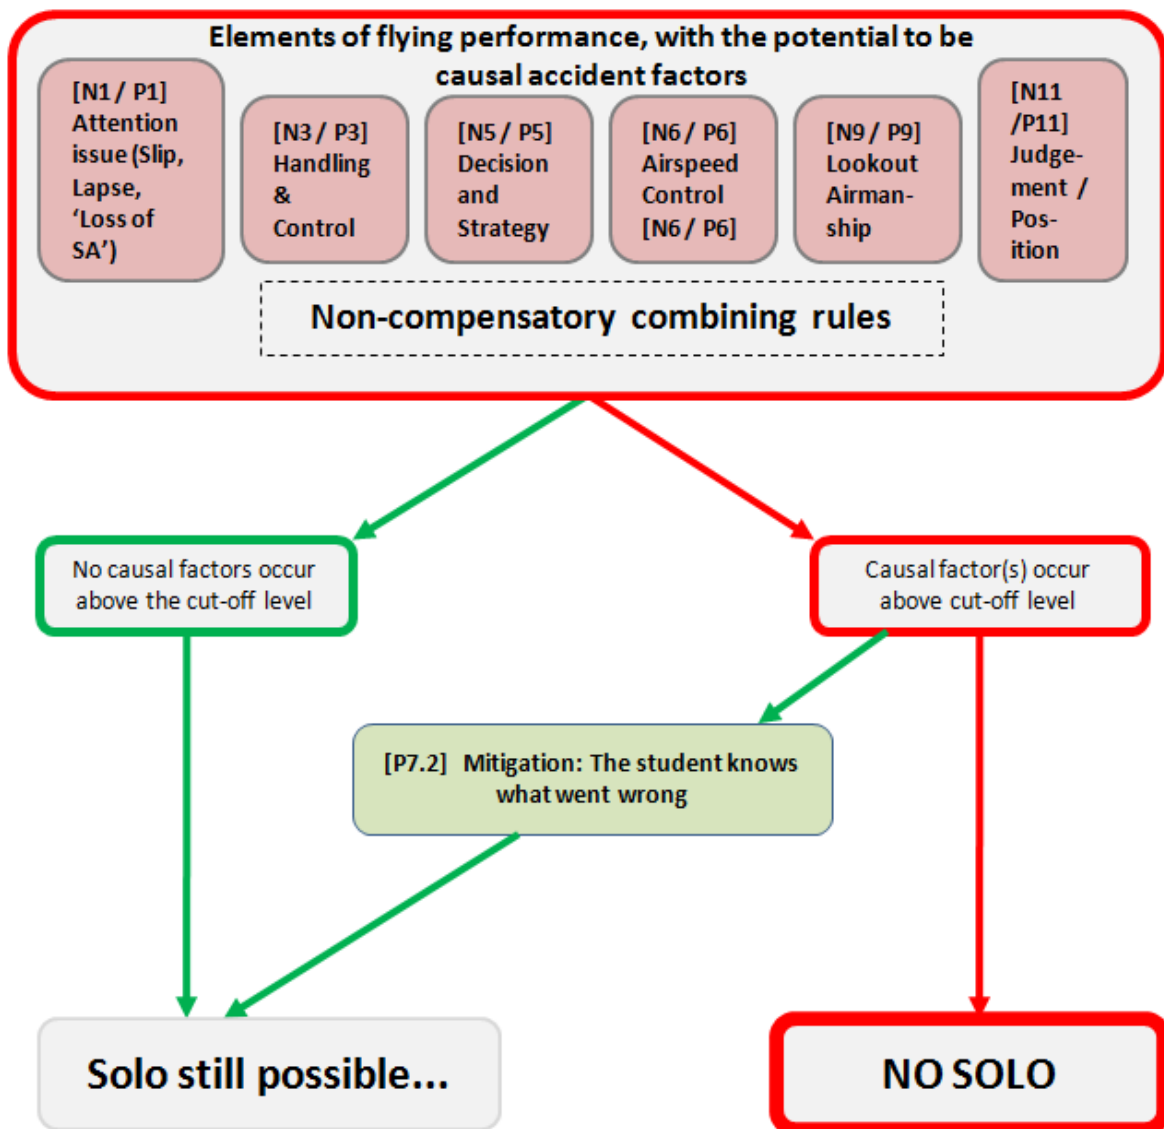 Elements of flying performance, with the potential to be
causal accident factors
[N1 / P1]
Attention
issue (Slip,
Lapse,
‘Loss of
SA’)
[N3 / P3]
Handling
&
Control
[N5 / P5]
Decision
and
Strategy
[N6 / P6]
Airspeed
Control
[N6 / P6]
[N9 / P9]
Lookout
Airman-
ship
[N11
/P11]
Judge-
ment /
Pos-
ition
Non-compensatory combining rules
No causal factors occur
above the cut-off level
Causal factor(s) occur
above cut-off level
[P7.2] Mitigation: The student knows
what went wrong
Solo still possible...
NO SOLO